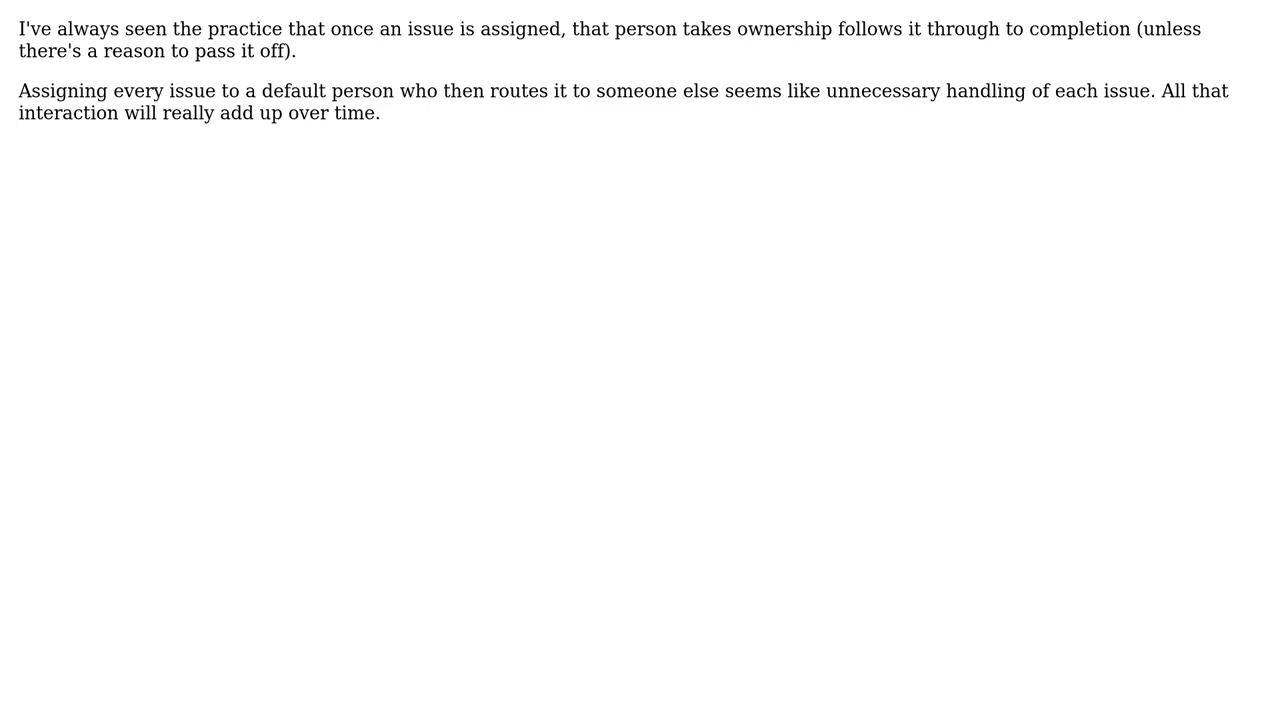 I've always seen the practice that once an issue is assigned, that person takes ownership follows it through to completion (unless
there's a reason to pass it off).
Assigning every issue to a default person who then routes it to someone else seems like unnecessary handling of each issue. All that
interaction will really add up over time.